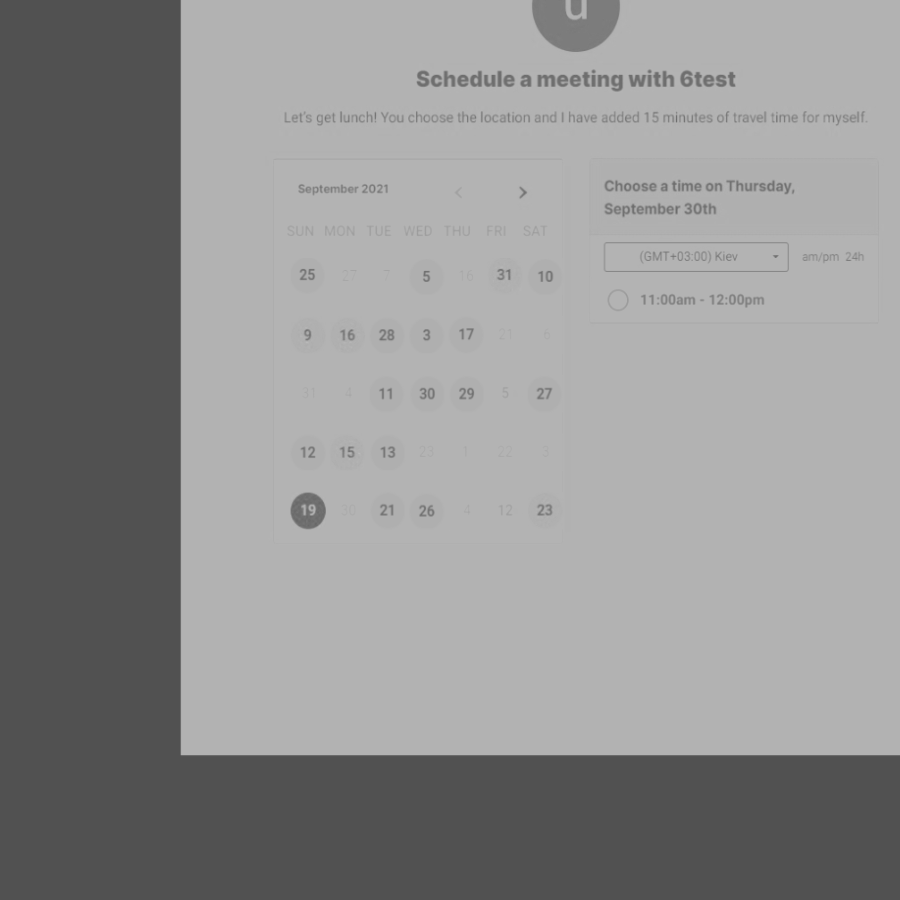 u
Schedule a meeting with 6test
Let's get lunch! You choose the location and I have added 15 minutes of travel time for myself.
September 2021
SUN MON TUE WED THU FRI SAT
25 27 7 5 16 31 10
9 16 28 3 17 21 6
31 4 11 30 29 5 27
12 15 13 23 1 22 3
19 30 21 26 4 12 23
Choose a time on Thursday,
September 30th
(GMT+03:00) Kiev am/pm 24h
11:00am - 12:00pm